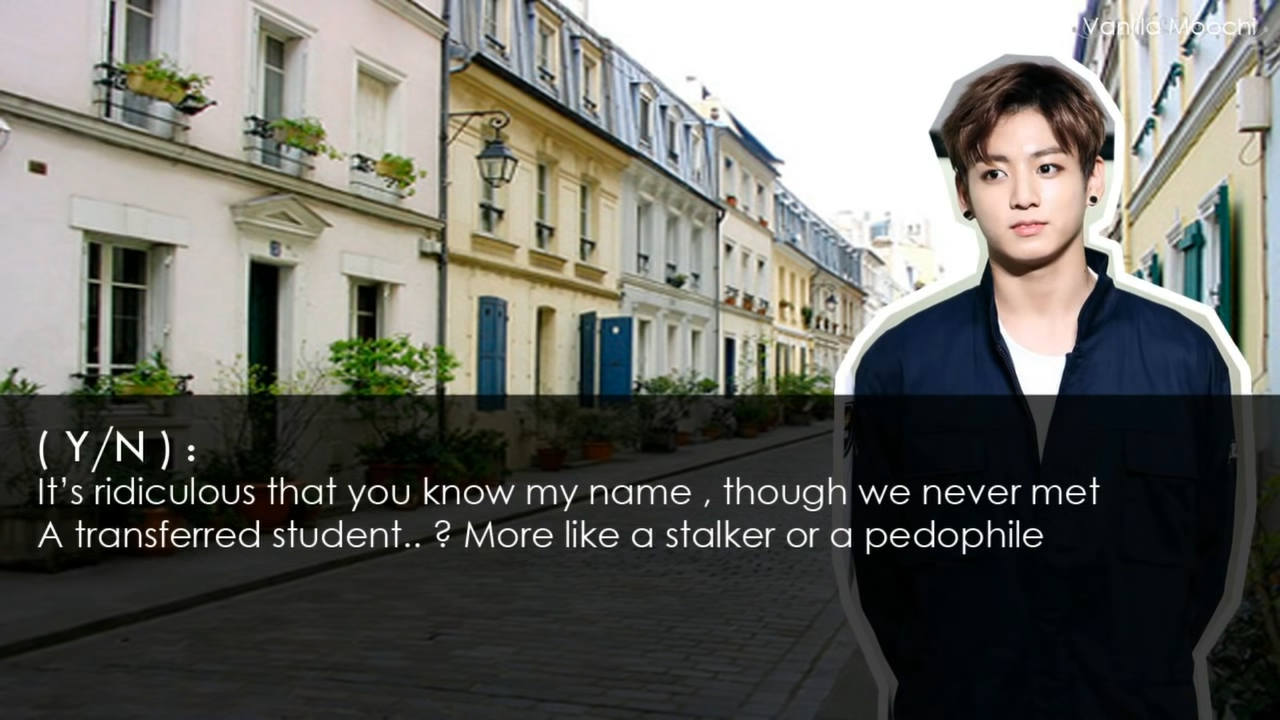 Vanilla Moochi
( Y/N ) :
It's ridiculous that you know my name , though we never met
A transferred student.. ? More like a stalker or a pedophile